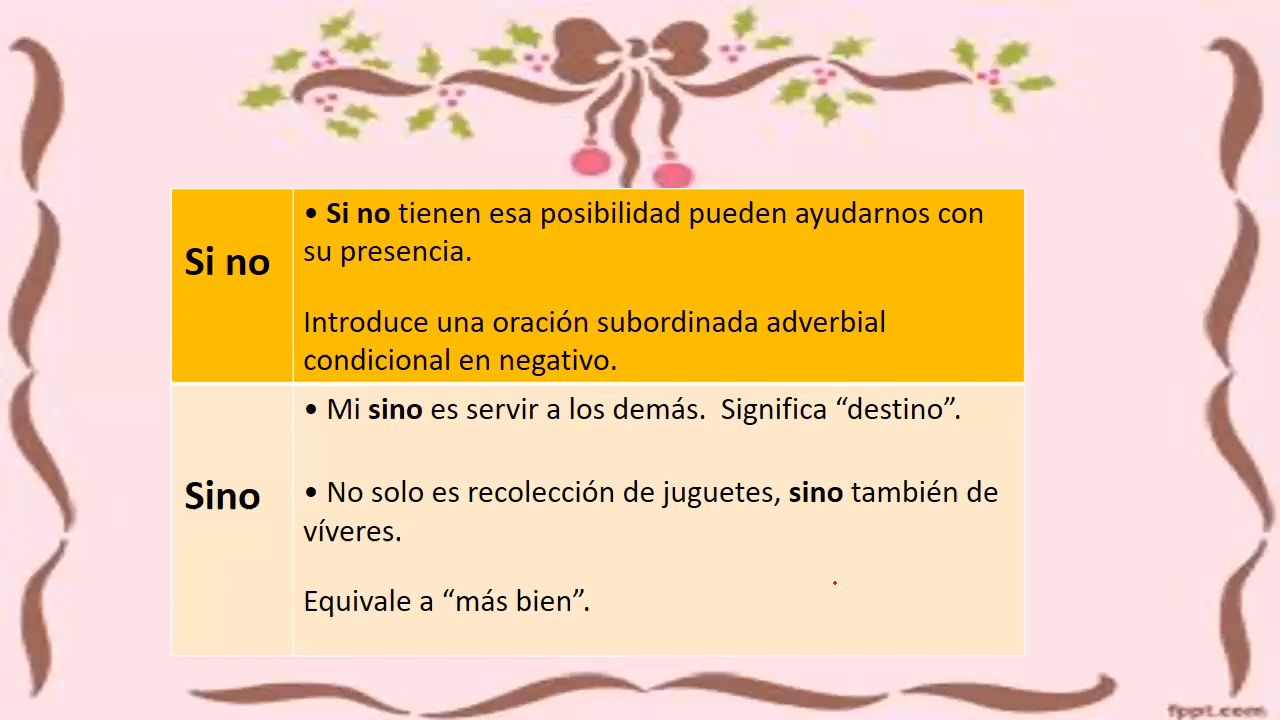 Si no
• Si no tienen esa posibilidad pueden ayudarnos con
su presencia.
Introduce una oración subordinada adverbial
condicional en negativo.
Sino
• Mi sino es servir a los demás.  Significa “destino”.
• No solo es recolección de juguetes, sino también de
víveres.
Equivale a “más bien”.
fppt.com